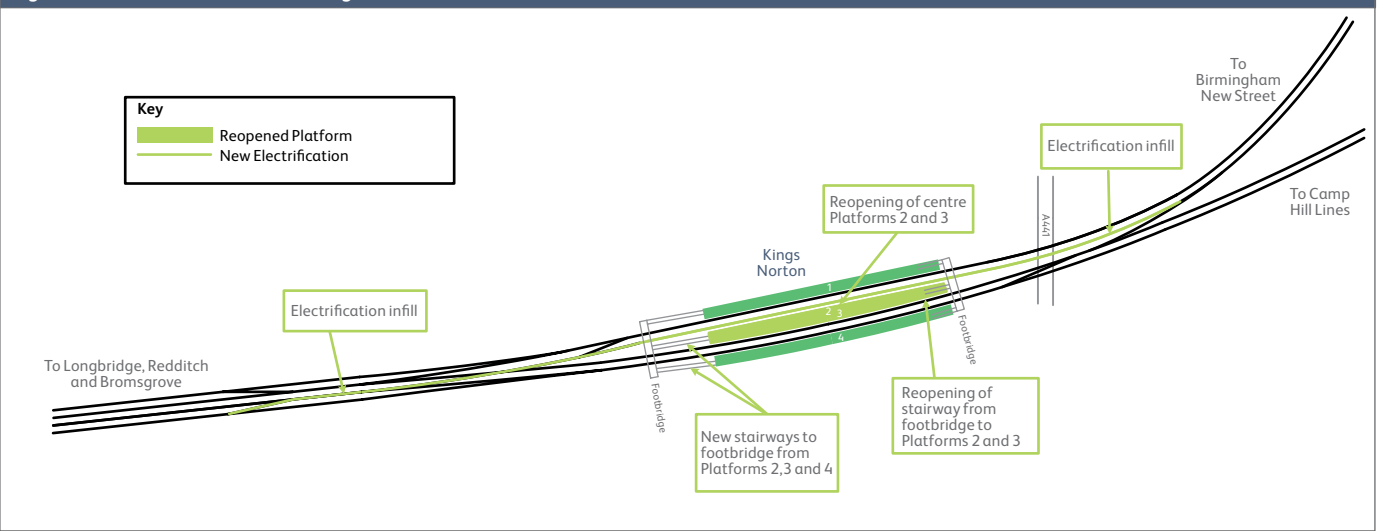 Key
Reopened Platform
New Electrification
To
Birmingham
New Street
Electrification infill
To Camp
Hill Lines
A441
Reopening of centre
Platforms 2 and 3
Kings
Norton
1
2
3
4
Electrification infill
To Longbridge, Redditch
and Bromsgrove
Footbridge
Footbridge
New stairways to
footbridge from
Platforms 2,3 and 4
Reopening of
stairway from
footbridge to
Platforms 2 and 3